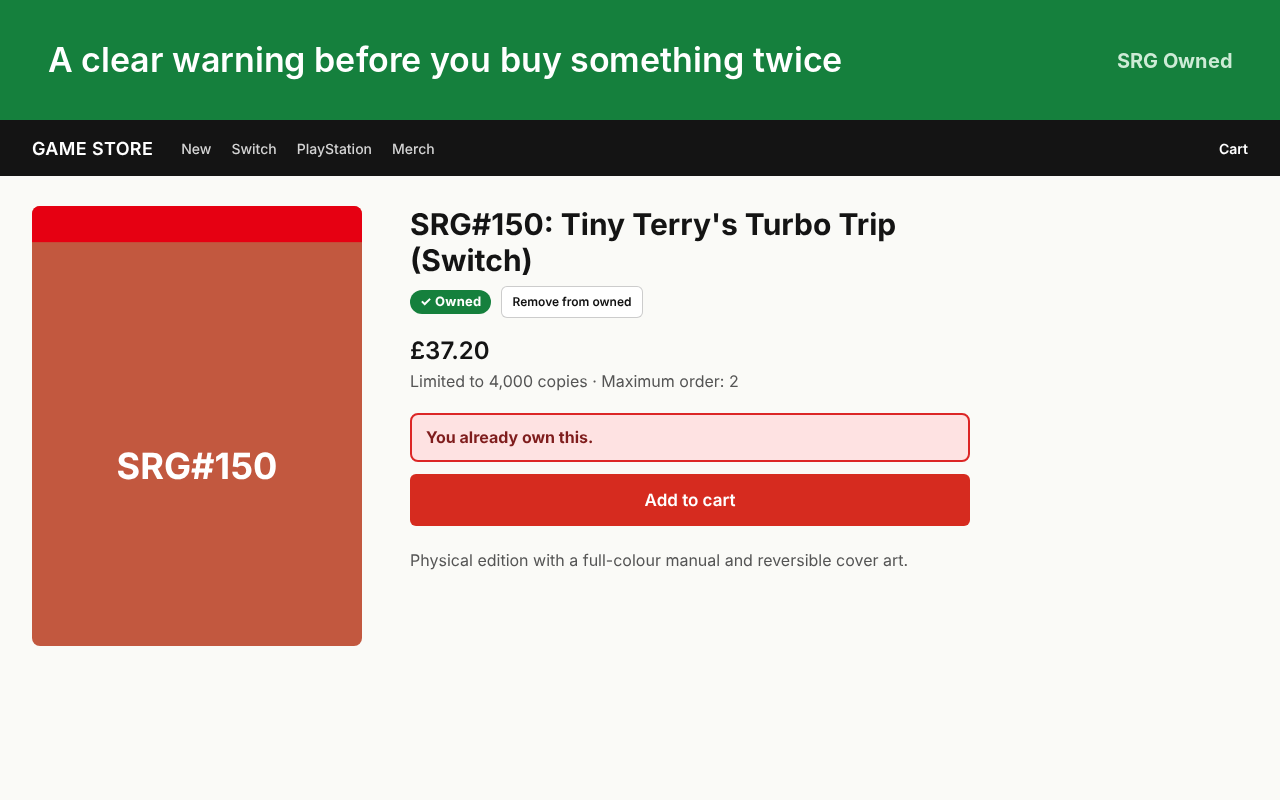 A clear warning before you buy something twice
SRG Owned
GAME STORE New Switch PlayStation Merch Cart
SRG#150
SRG#150: Tiny Terry's Turbo Trip
(Switch)
✓ Owned Remove from owned
£37.20
Limited to 4,000 copies · Maximum order: 2
You already own this.
Add to cart
Physical edition with a full-colour manual and reversible cover art.